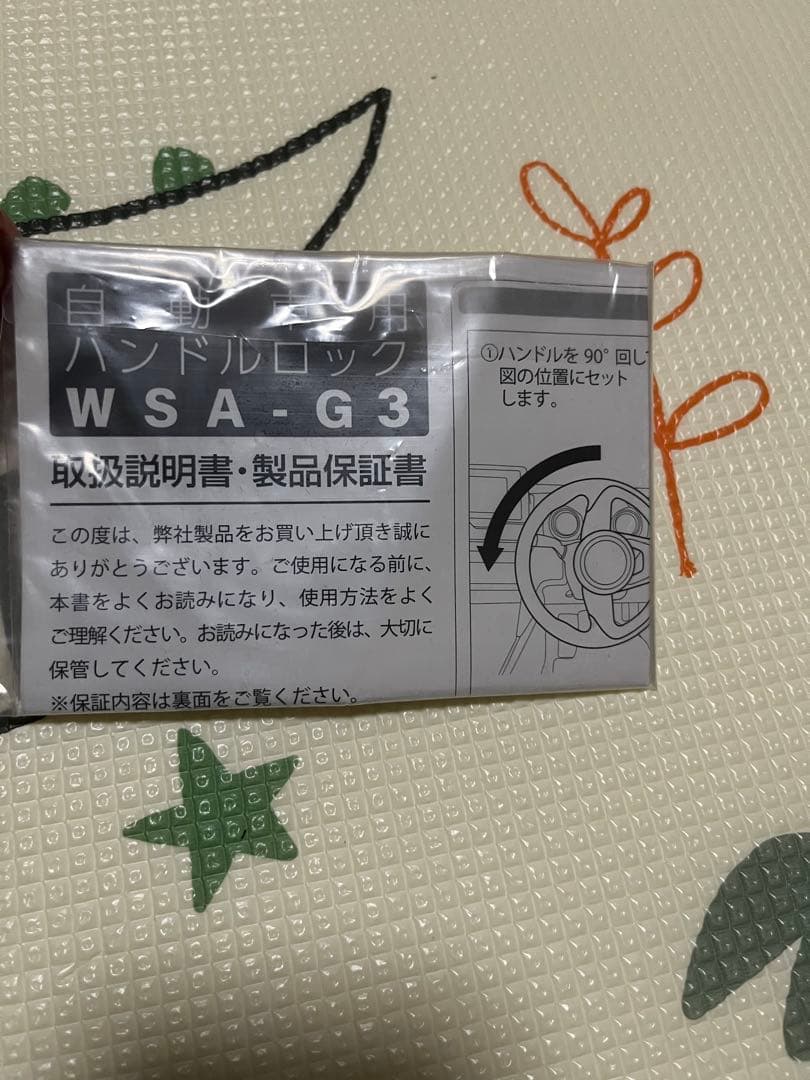 自動車用
ハンドルロック
WSA-G3
取扱説明書・製品保証書
この度は、弊社製品をお買い上げ頂き誠に
ありがとうございます。ご使用になる前に、
本書をよくお読みになり、使用方法をよく
ご理解ください。お読みになった後は、大切に
保管してください。
※保証内容は裏面をご覧ください。
①ハンドルを90°回し
図の位置にセット
します。